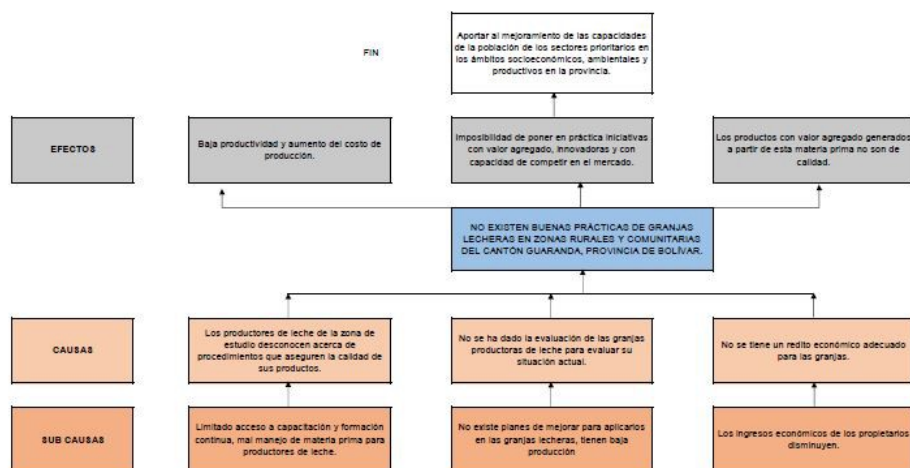 FIN
Aportar al mejoramiento de las capacidades
de la población de los sectores prioritarios en
los ámbitos socioeconómicos, ambientales y
productivos en la provincia.
EFECTOS
Baja productividad y aumento del costo de
producción.
Imposibilidad de poner en práctica iniciativas
con valor agregado, innovadoras y con
capacidad de competir en el mercado.
Los productos con valor agregado generados
a partir de esta materia prima no son de
calidad.
NO EXISTEN BUENAS PRÁCTICAS DE GRANJAS
LECHERAS EN ZONAS RURALES Y COMUNITARIAS
DEL CANTÓN GUARANDA, PROVINCIA DE BOLÍVAR.
CAUSAS
Los productores de leche de la zona de
estudio desconocen acerca de
procedimientos que aseguren la calidad de
sus productos.
No se ha dado la evaluación de las granjas
productoras de leche para evaluar su
situación actual.
No se tiene un redito económico adecuado
para las granjas.
SUB CAUSAS
Limitado acceso a capacitación y formación
continua, mal manejo de materia prima para
productores de leche.
No existe planes de mejorar para aplicarlos
en las granjas lecheras, tienen baja
producción
Los ingresos económicos de los propietarios
disminuyen.